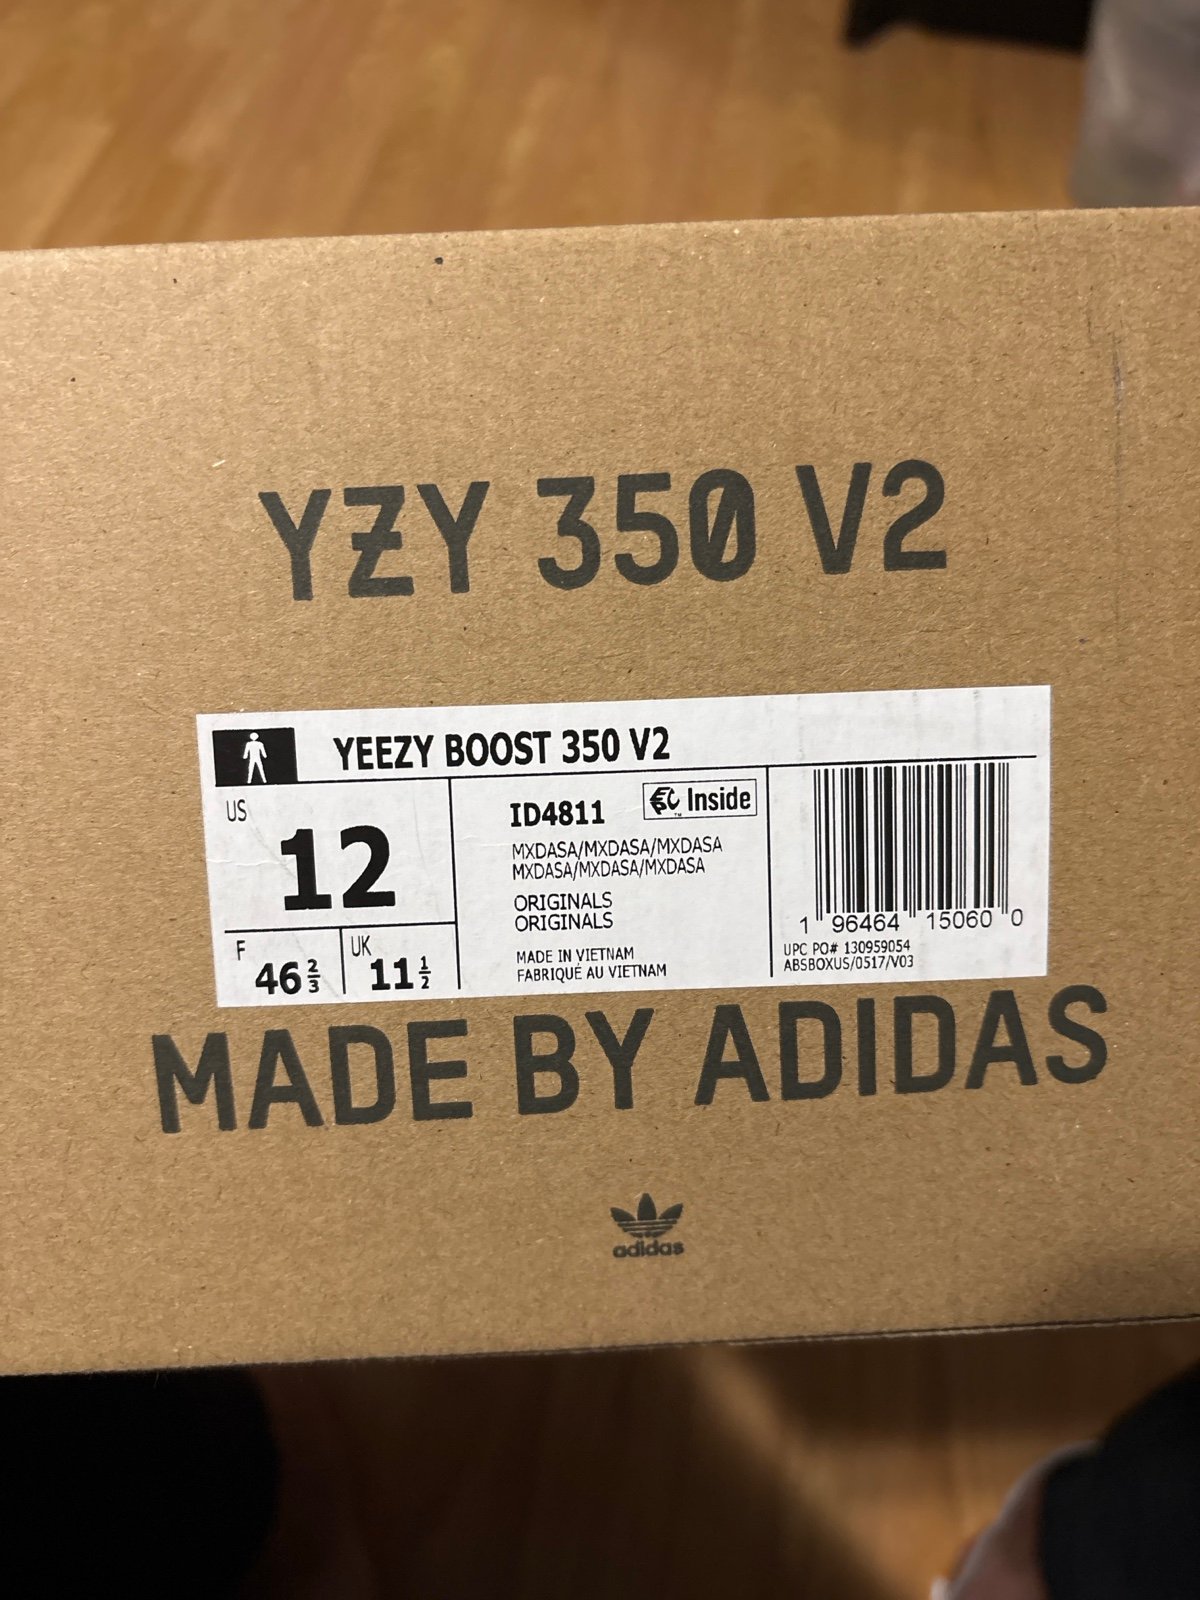 YZY 350 V2
YEEZY BOOST 350 V2
US
12
F
46 2/3
UK
11 1/2
ID4811
Inside
TM
MXDASA/MXDASA/MXDASA
MXDASA/MXDASA/MXDASA
ORIGINALS
ORIGINALS
MADE IN VIETNAM
FABRIQUÉ AU VIETNAM
1 96464 15060 0
UPC PO# 130959054
ABSBOXUS/0517/V03
MADE BY ADIDAS
adidas